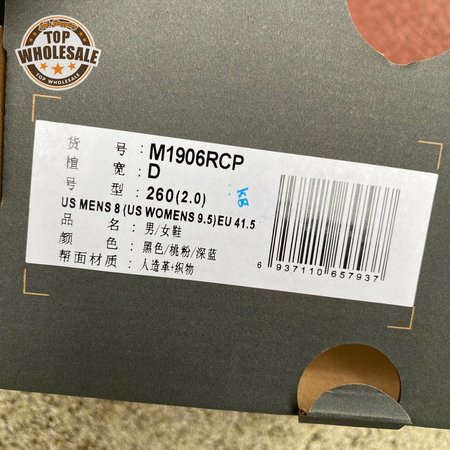 TOP
WHOLESALE
TOP WHOLESALE
货 号 : M1906RCP
楦 宽 : D
号 型 : 260(2.0)
US MENS 8 (US WOMENS 9.5)EU 41.5
品 名 : 男/女鞋
颜 色 : 黑色/桃粉/深蓝
帮面材质 : 人造革+织物
kg
6 937110 657937